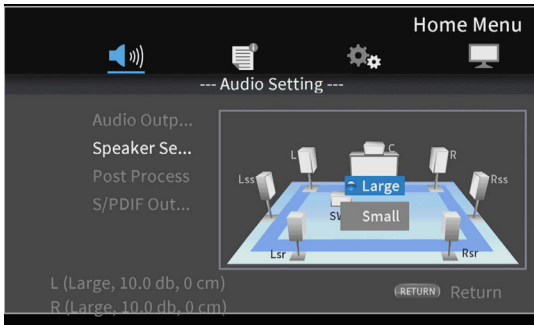 Home Menu
--- Audio Setting ---
Audio Outp...
Speaker Se...
Post Process
S/PDIF Out...
L
C
R
Lss
Rss
Large
Small
Lsr
Rsr
L (Large, 10.0 db, 0 cm)
R (Large, 10.0 db, 0 cm)
RETURN Return